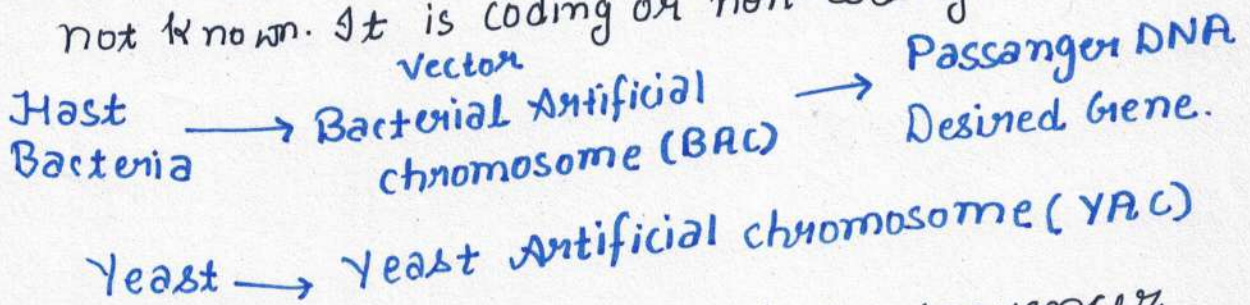 not known. It is coding or non
Vector
Hast → Bacterial Artificial → Passanger DNA
Bacteria chromosome (BAC) Desired Gene.
Yeast → Yeast Artificial chromosome (YAC)